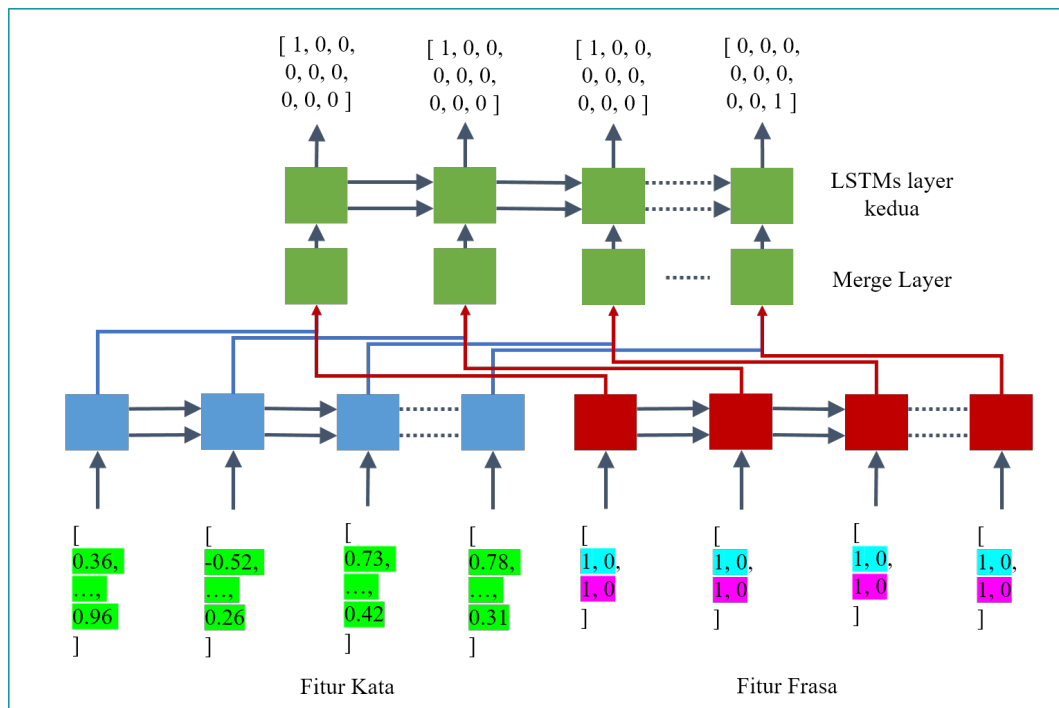 [ 1, 0, 0,
0, 0, 0,
0, 0, 0 ]
[ 1, 0, 0,
0, 0, 0,
0, 0, 0 ]
[ 1, 0, 0,
0, 0, 0,
0, 0, 0 ]
[ 0, 0, 0,
0, 0, 0,
0, 0, 1 ]
LSTMs layer
kedua
Merge Layer
[
0.36,
…,
0.96
]
[
-0.52,
…,
0.26
]
[
0.73,
…,
0.42
]
[
0.78,
…,
0.31
]
[
1, 0,
1, 0
]
[
1, 0,
1, 0
]
[
1, 0,
1, 0
]
[
1, 0,
1, 0
]
Fitur Kata
Fitur Frasa